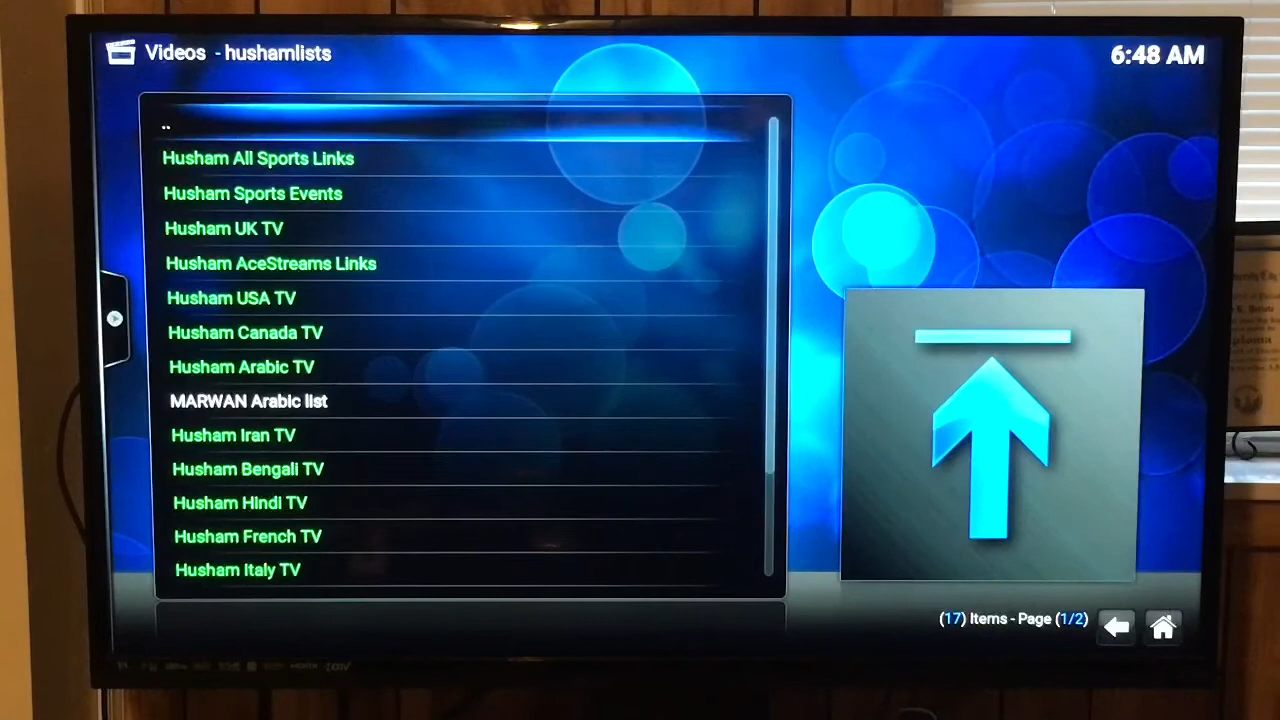 Videos - hushamlists
6:48 AM
..
Husham All Sports Links
Husham Sports Events
Husham UK TV
Husham AceStreams Links
Husham USA TV
Husham Canada TV
Husham Arabic TV
MARWAN Arabic list
Husham Iran TV
Husham Bengali TV
Husham Hindi TV
Husham French TV
Husham Italy TV
(17) Items - Page (1/2)